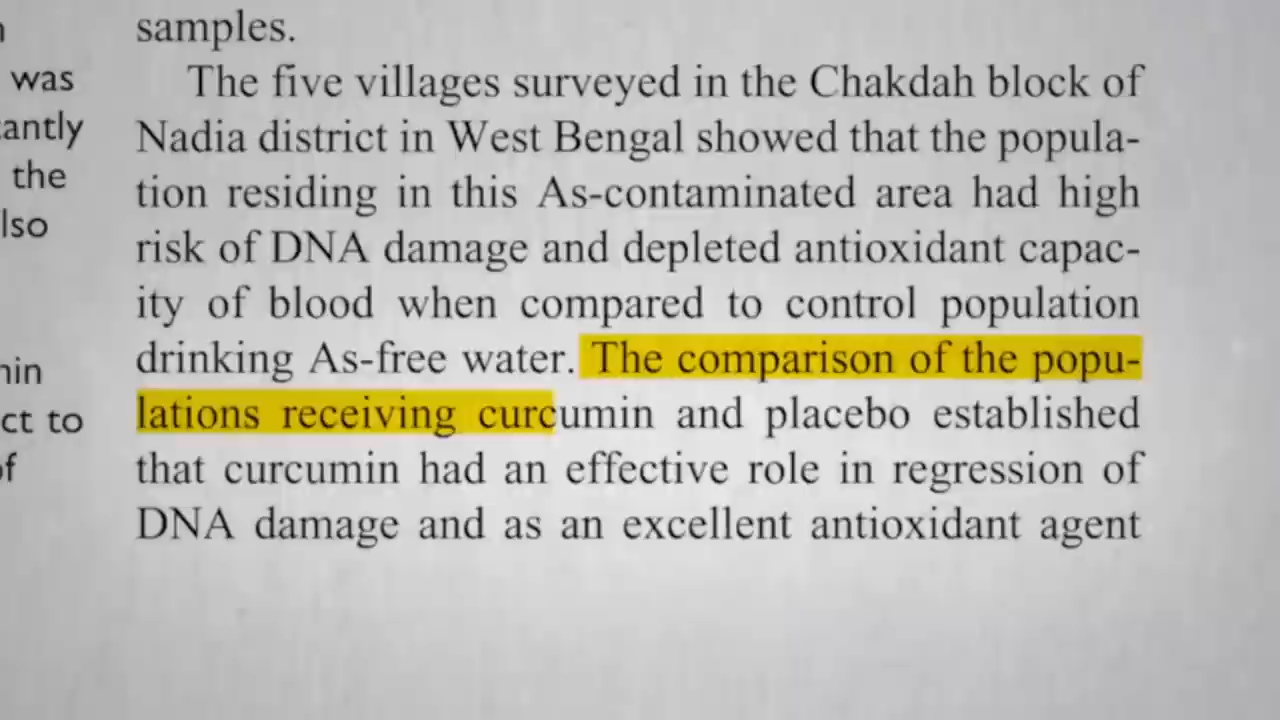 samples.
The five villages surveyed in the Chakdah block of
Nadia district in West Bengal showed that the popula-
tion residing in this As-contaminated area had high
risk of DNA damage and depleted antioxidant capac-
ity of blood when compared to control population
drinking As-free water. The comparison of the popu-
lations receiving curcumin and placebo established
that curcumin had an effective role in regression of
DNA damage and as an excellent antioxidant agent
was
the
ct to